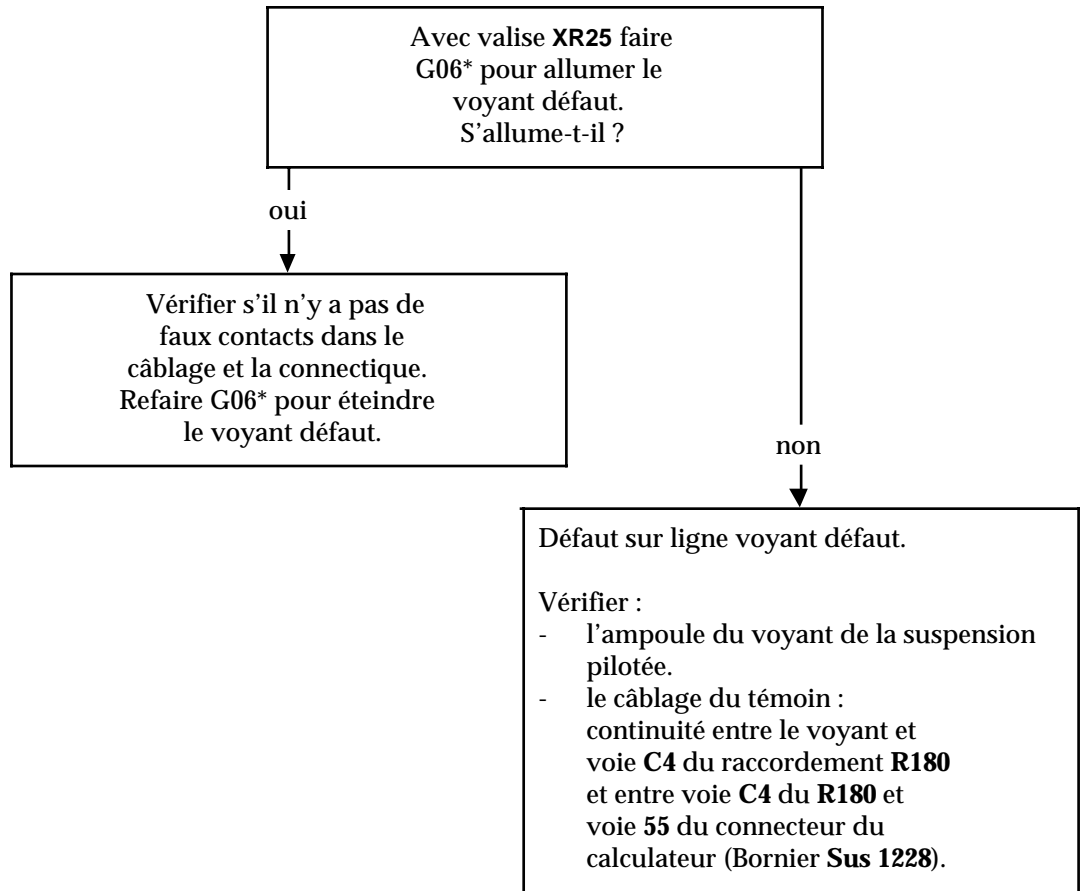 Avec valise XR25 faire
G06* pour allumer le
voyant défaut.
S'allume-t-il ?
oui
Vérifier s'il n'y a pas de
faux contacts dans le
câblage et la connectique.
Refaire G06* pour éteindre
le voyant défaut.
non
Défaut sur ligne voyant défaut.
Vérifier :
- l'ampoule du voyant de la suspension
pilotée.
- le câblage du témoin :
continuité entre le voyant et
voie C4 du raccordement R180
et entre voie C4 du R180 et
voie 55 du connecteur du
calculateur (Bornier Sus 1228).